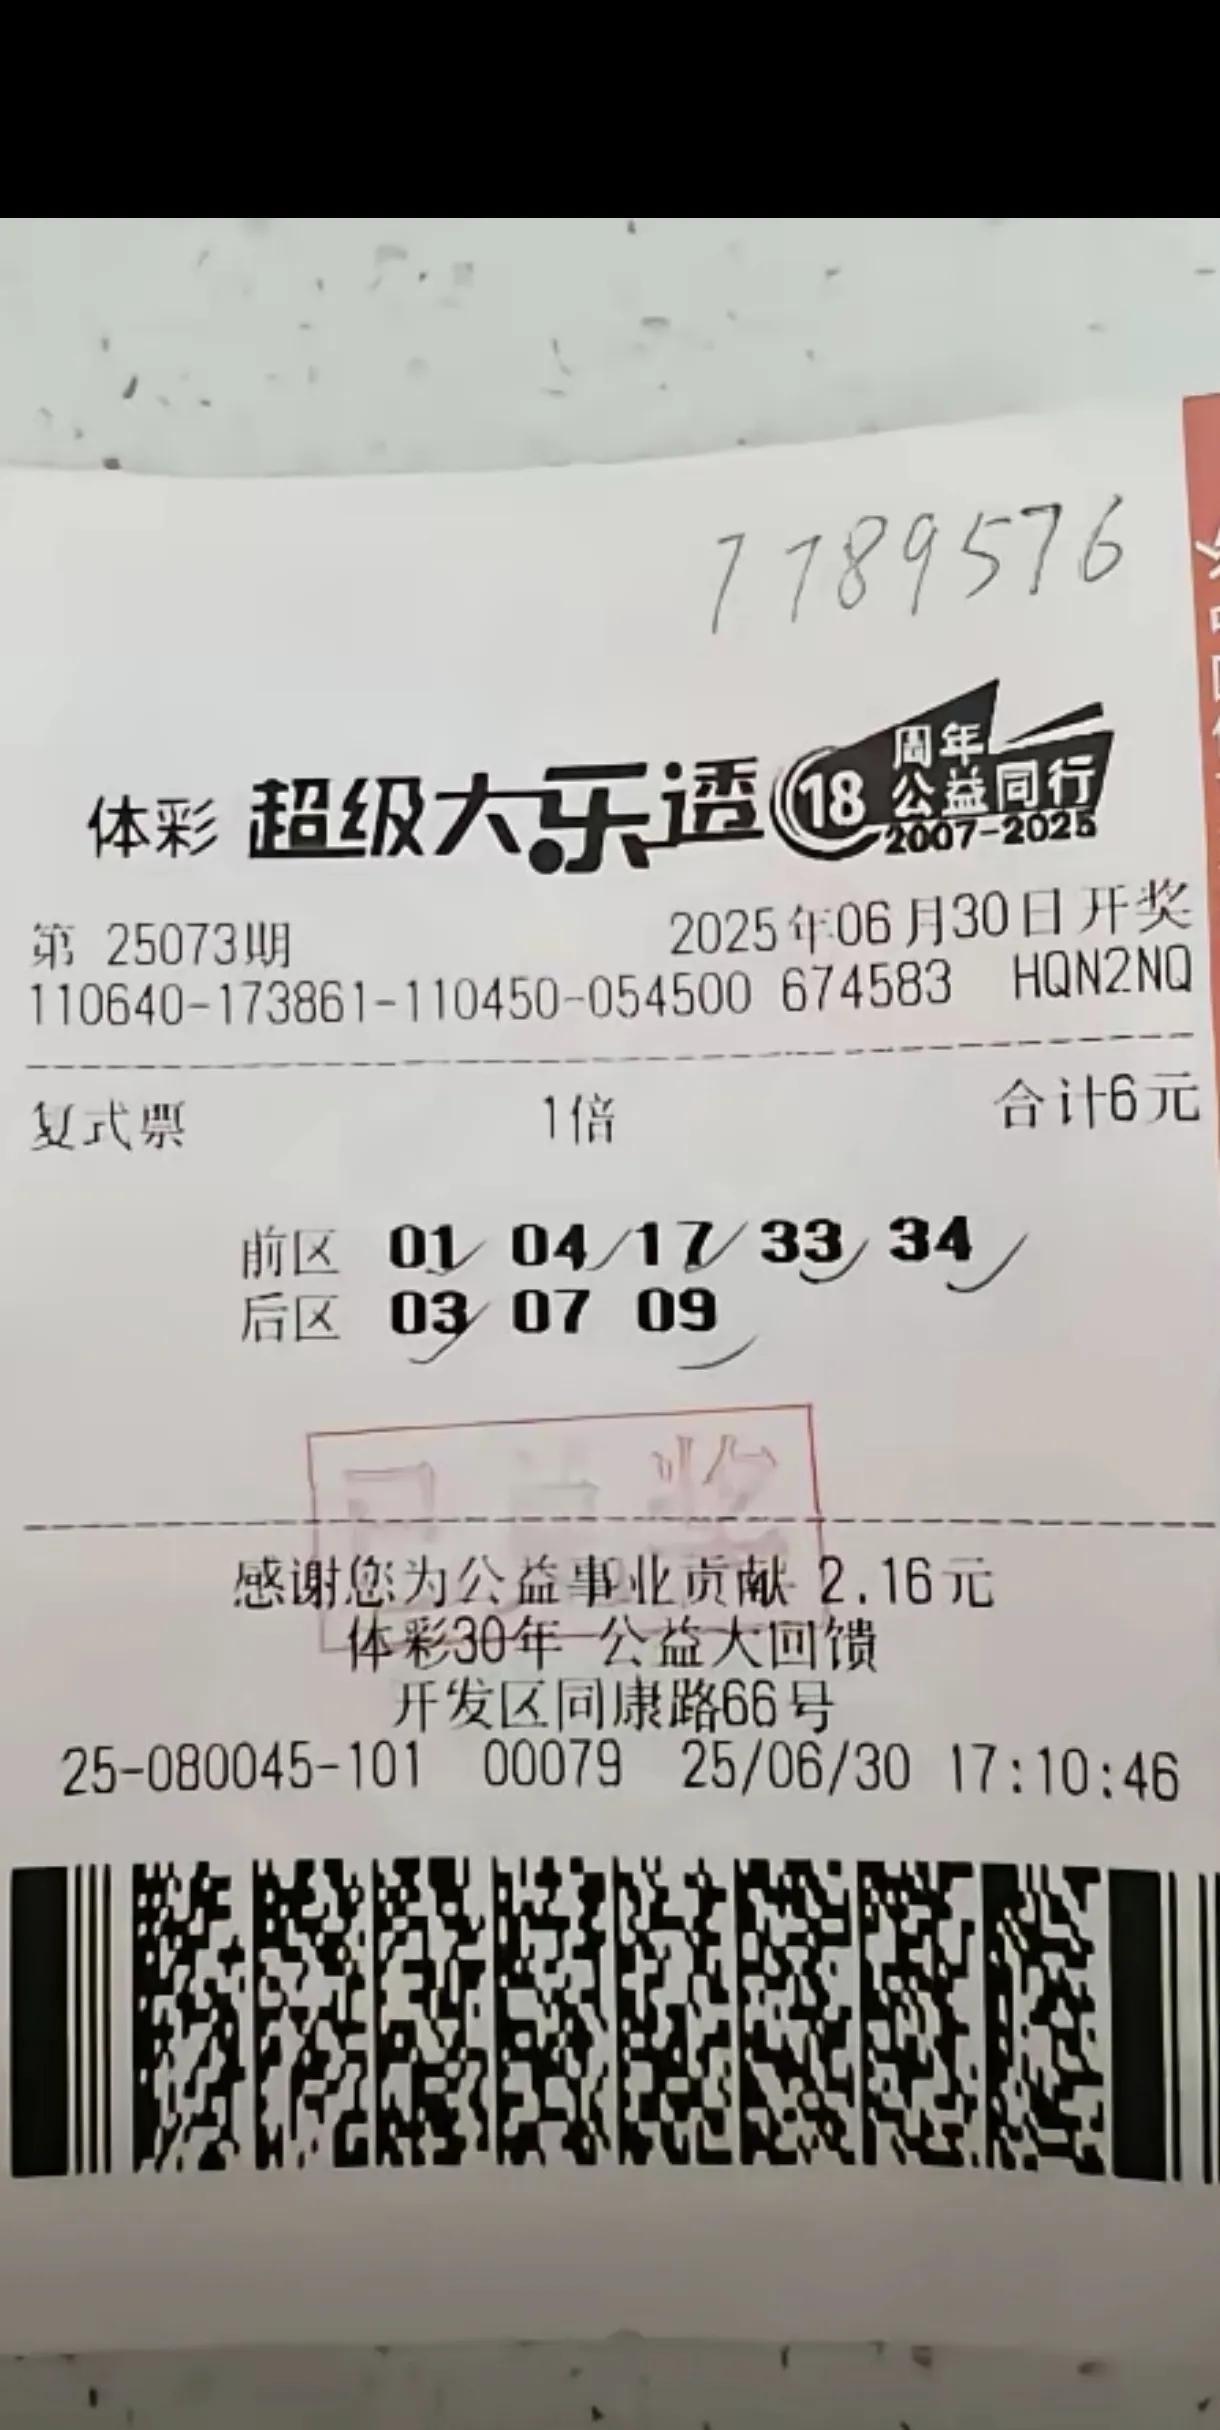 7789576
体彩 超级大乐透 18 周年
公益同行
2007-2025
第 25073期 2025年06月30日开奖
110640-173861-110450-054500 674583 HQN2NQ
复式票 1倍 合计6元
前区 01 04 17 33 34
后区 03 07 09
感谢您为公益事业贡献 2.16元
体彩30年 公益大回馈
开发区同康路66号
25-080045-101 00079 25/06/30 17:10:46